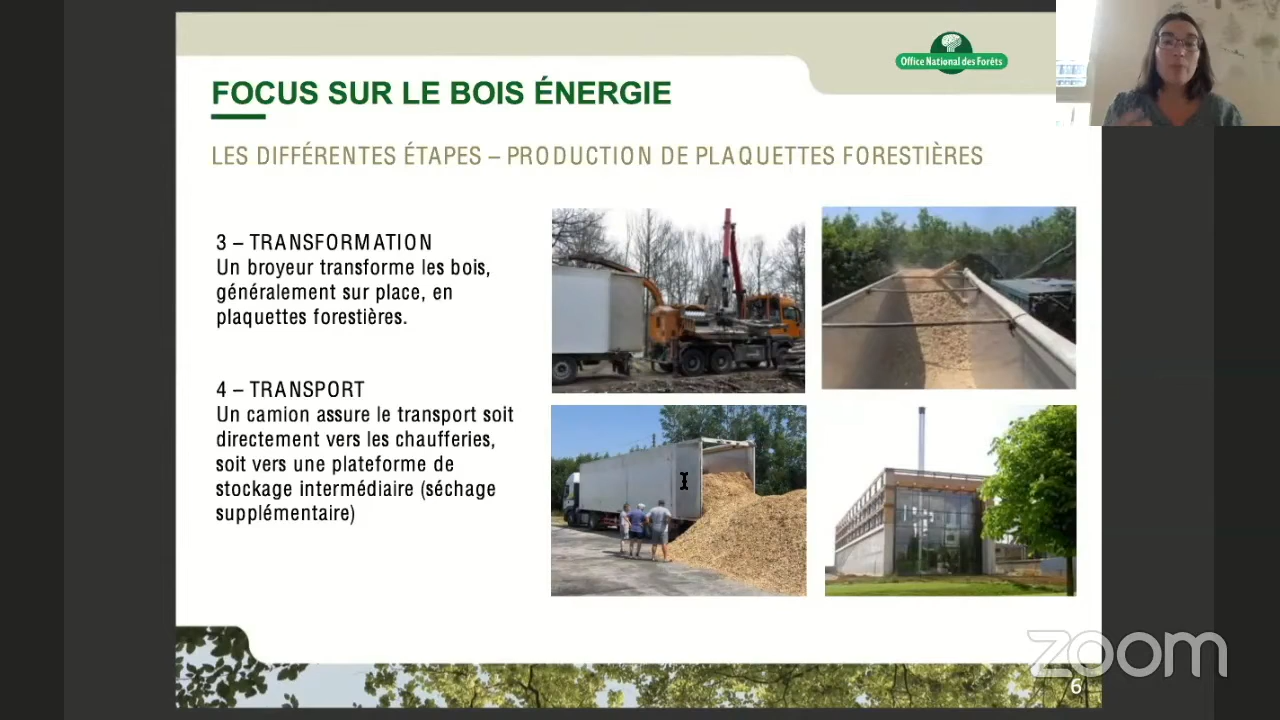 Office National des Forêts
FOCUS SUR LE BOIS ÉNERGIE
LES DIFFÉRENTES ÉTAPES – PRODUCTION DE PLAQUETTES FORESTIÈRES
3 – TRANSFORMATION
Un broyeur transforme les bois,
généralement sur place, en
plaquettes forestières.
4 – TRANSPORT
Un camion assure le transport soit
directement vers les chaufferies,
soit vers une plateforme de
stockage intermédiaire (séchage
supplémentaire)
zoom
6